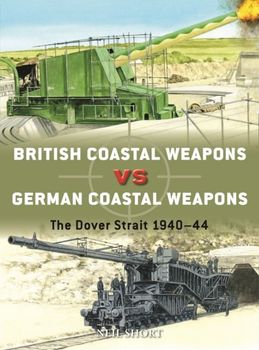 BRITISH COASTAL WEAPONS
VS
GERMAN COASTAL WEAPONS
The Dover Strait 1940–44
NEIL SHORT